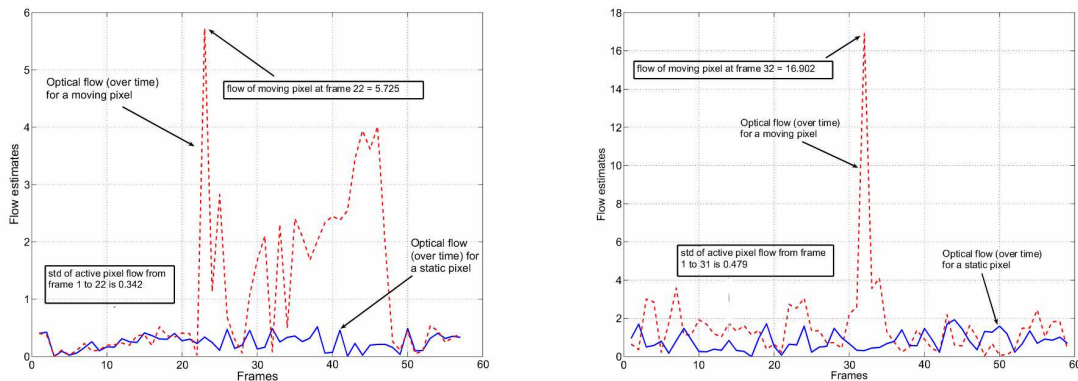 6
5
4
3
2
1
0
0 10 20 30 40 50 60
Flow estimates
Frames
Optical flow (over time)
for a moving pixel
flow of moving pixel at frame 22 = 5.725
Optical flow
(over time) for
a static pixel
std of active pixel flow from
frame 1 to 22 is 0.342
18
16
14
12
10
8
6
4
2
0
0 10 20 30 40 50 60
Flow estimates
Frames
flow of moving pixel at frame 32 = 16.902
Optical flow (over time)
for a moving pixel
std of active pixel flow from frame
1 to 31 is 0.479
Optical flow (over time)
for a static pixel